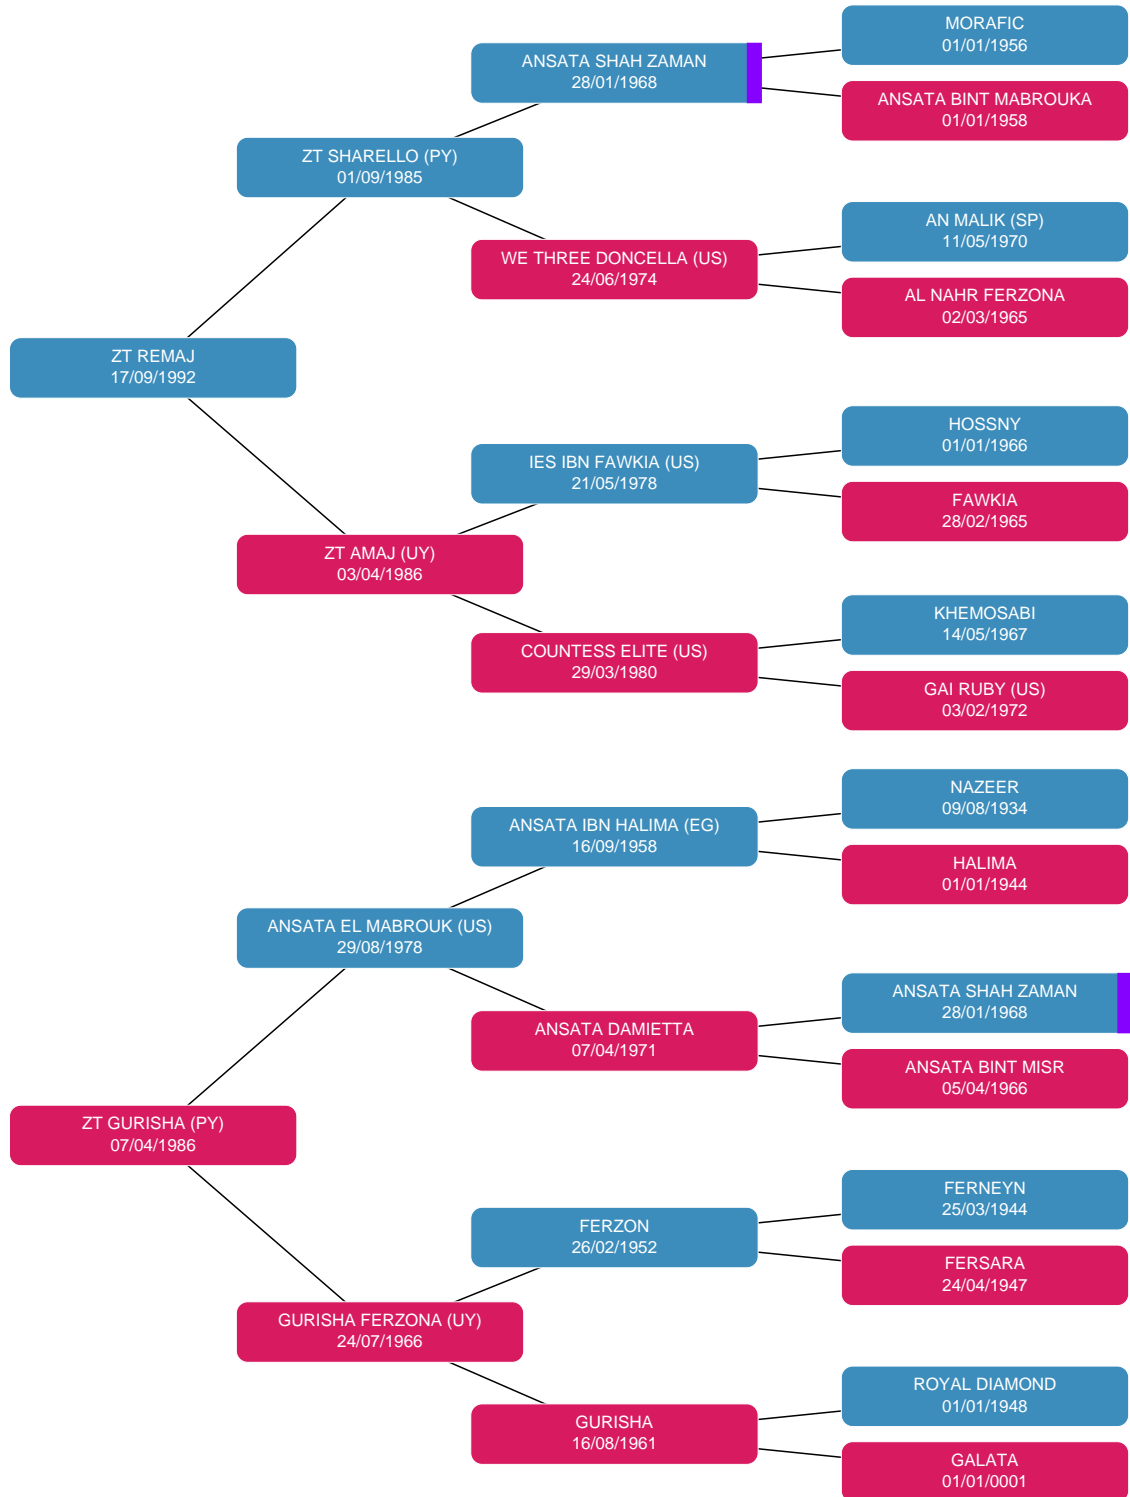 MORAFIC
01/01/1956
ANSATA SHAH ZAMAN
28/01/1968
ANSATA BINT MABROUKA
01/01/1958
ZT SHARELLO (PY)
01/09/1985
AN MALIK (SP)
11/05/1970
WE THREE DONCELLA (US)
24/06/1974
AL NAHR FERZONA
02/03/1965
ZT REMAJ
17/09/1992
HOSSNY
01/01/1966
IES IBN FAWKIA (US)
21/05/1978
FAWKIA
28/02/1965
ZT AMAJ (UY)
03/04/1986
KHEMOSABI
14/05/1967
COUNTESS ELITE (US)
29/03/1980
GAI RUBY (US)
03/02/1972
NAZEER
09/08/1934
ANSATA IBN HALIMA (EG)
16/09/1958
HALIMA
01/01/1944
ANSATA EL MABROUK (US)
29/08/1978
ANSATA SHAH ZAMAN
28/01/1968
ANSATA DAMIETTA
07/04/1971
ANSATA BINT MISR
05/04/1966
ZT GURISHA (PY)
07/04/1986
FERNEYN
25/03/1944
FERZON
26/02/1952
FERSARA
24/04/1947
GURISHA FERZONA (UY)
24/07/1966
ROYAL DIAMOND
01/01/1948
GURISHA
16/08/1961
GALATA
01/01/0001